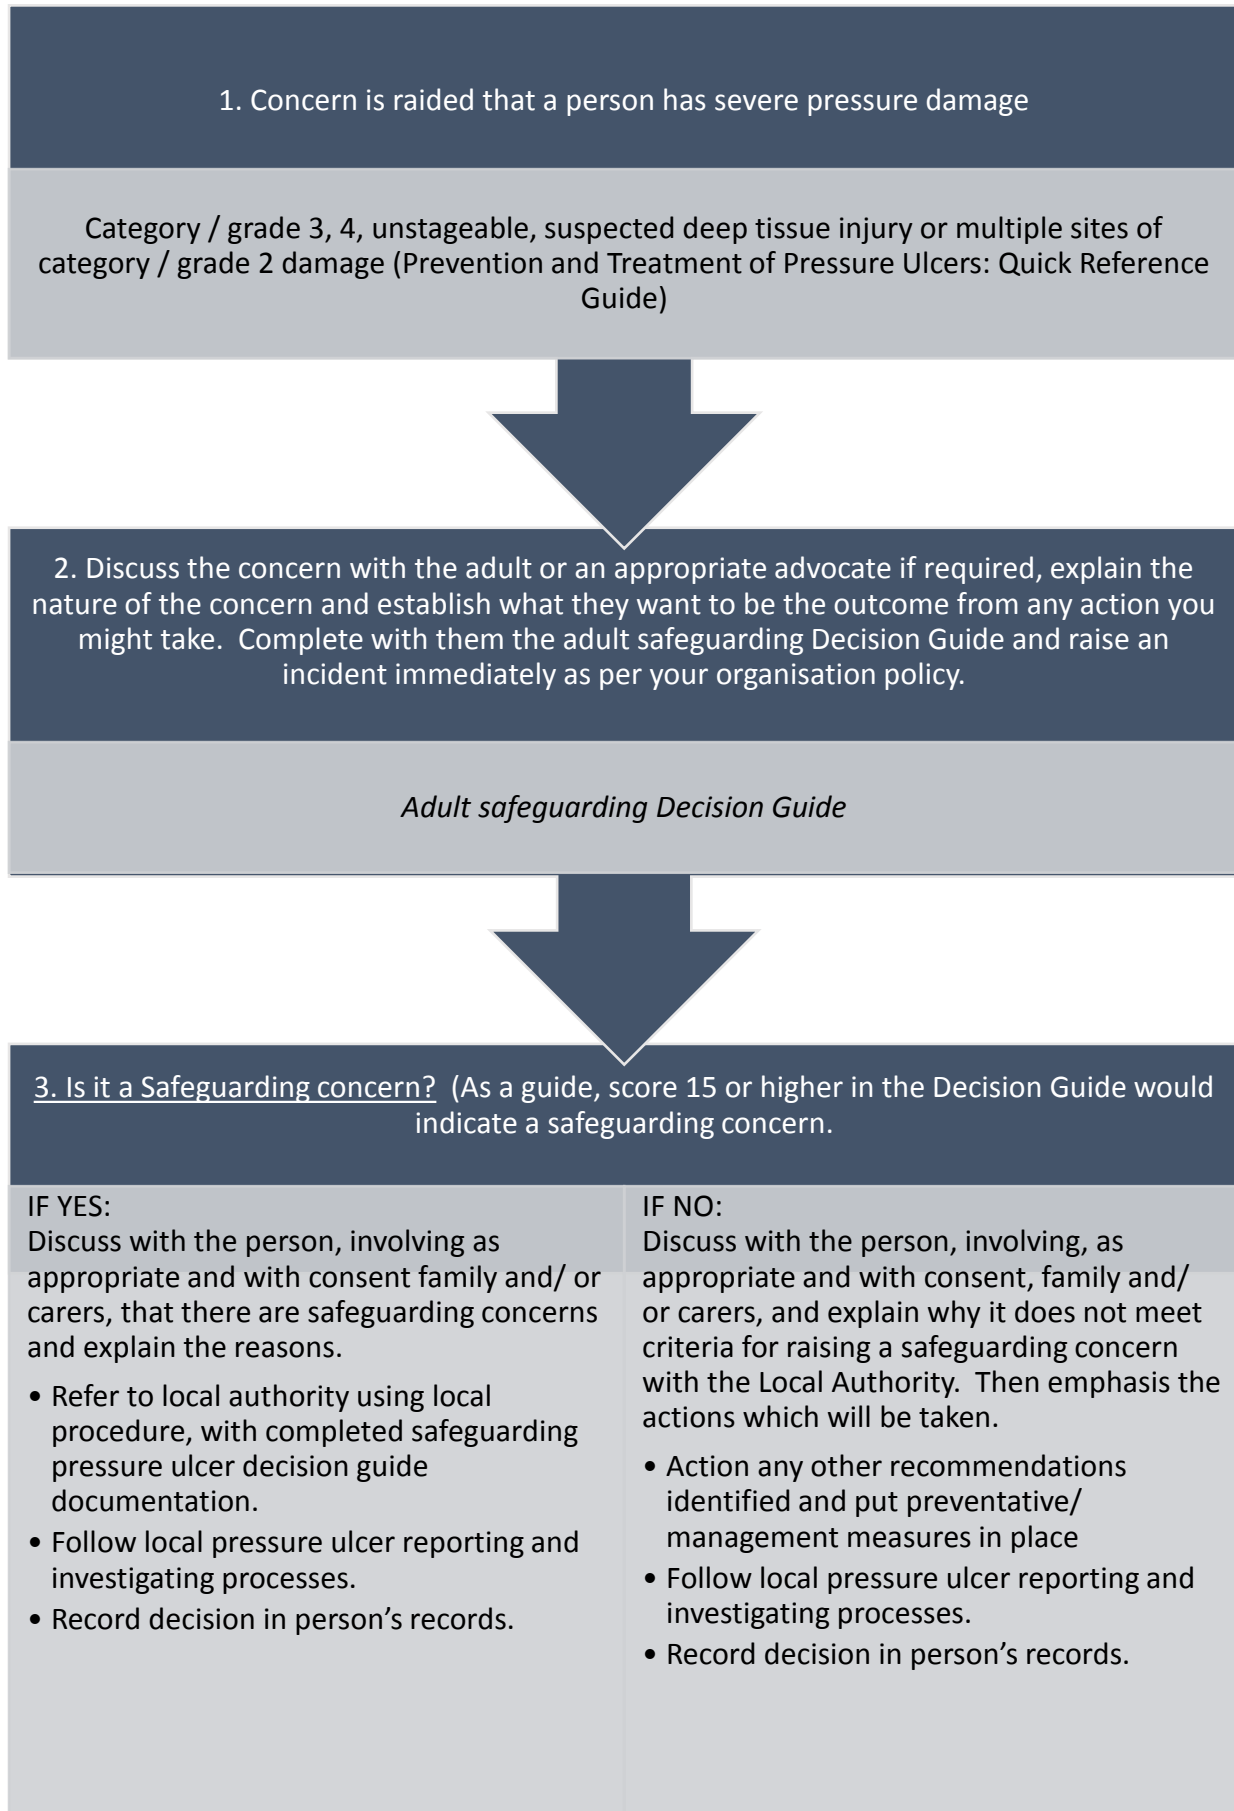 1. Concern is raided that a person has severe pressure damage
Category / grade 3, 4, unstageable, suspected deep tissue injury or multiple sites of
category / grade 2 damage (Prevention and Treatment of Pressure Ulcers: Quick Reference
Guide)
2. Discuss the concern with the adult or an appropriate advocate if required, explain the
nature of the concern and establish what they want to be the outcome from any action you
might take.  Complete with them the adult safeguarding Decision Guide and raise an
incident immediately as per your organisation policy.
Adult safeguarding Decision Guide
3. Is it a Safeguarding concern?  (As a guide, score 15 or higher in the Decision Guide would
indicate a safeguarding concern.
IF YES:
Discuss with the person, involving as
appropriate and with consent family and/ or
carers, that there are safeguarding concerns
and explain the reasons.
• Refer to local authority using local
procedure, with completed safeguarding
pressure ulcer decision guide
documentation.
• Follow local pressure ulcer reporting and
investigating processes.
• Record decision in person’s records.
IF NO:
Discuss with the person, involving, as
appropriate and with consent, family and/
or carers, and explain why it does not meet
criteria for raising a safeguarding concern
with the Local Authority.  Then emphasis the
actions which will be taken.
• Action any other recommendations
identified and put preventative/
management measures in place
• Follow local pressure ulcer reporting and
investigating processes.
• Record decision in person’s records.